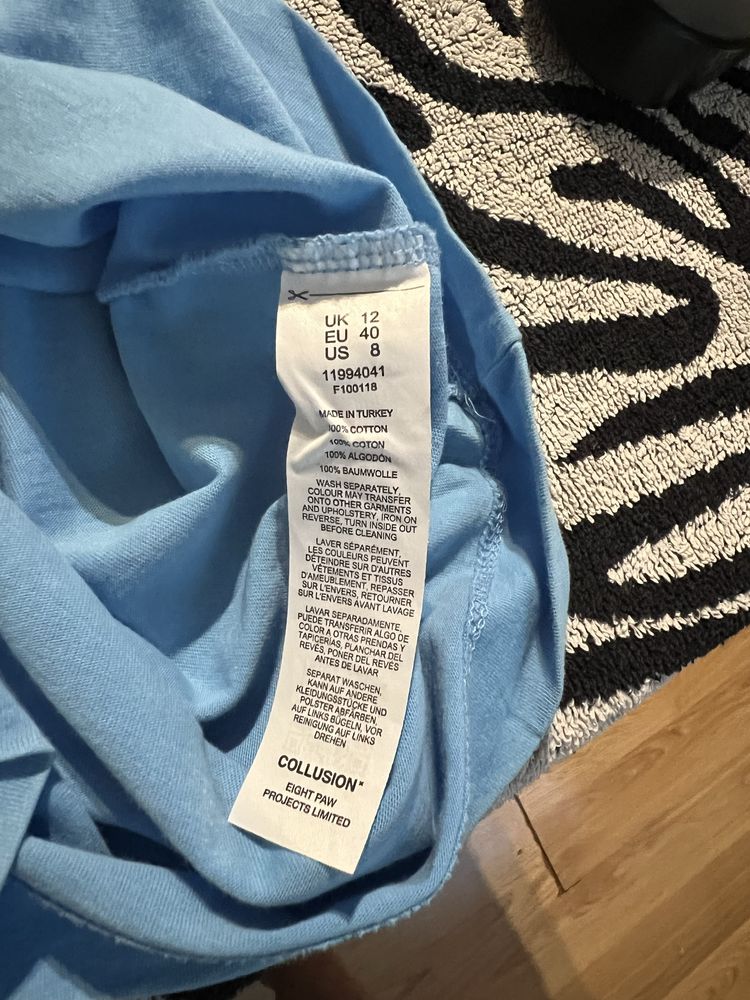 UK 12
EU 40
US 8
11994041
F100118
MADE IN TURKEY
100% COTTON
100% COTON
100% ALGODÓN
100% BAUMWOLLE
WASH SEPARATELY,
COLOUR MAY TRANSFER
ONTO OTHER GARMENTS
AND UPHOLSTERY, IRON ON
REVERSE, TURN INSIDE OUT
BEFORE CLEANING
LAVER SÉPARÉMENT,
LES COULEURS PEUVENT
DÉTEINDRE SUR D'AUTRES
VÊTEMENTS ET TISSUS
D'AMEUBLEMENT, REPASSER
SUR L'ENVERS, RETOURNER
SUR L'ENVERS AVANT LAVAGE
LAVAR SEPARADAMENTE,
PUEDE TRANSFERIR ALGO DE
COLOR A OTRAS PRENDAS Y
TAPICERÍAS, PLANCHAR DEL
REVÉS, PONER DEL REVÉS
ANTES DE LAVAR
SEPARAT WASCHEN,
KANN AUF ANDERE
KLEIDUNGSSTÜCKE UND
POLSTER ABFÄRBEN,
AUF LINKS BÜGELN, VOR
REINIGUNG AUF LINKS
DREHEN
COLLUSION*
EIGHT PAW
PROJECTS LIMITED